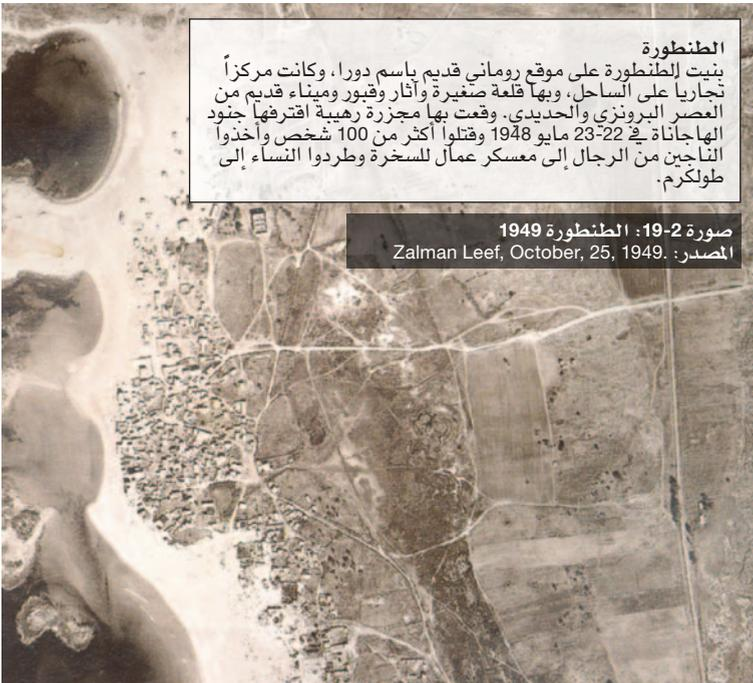 الطنطورة
بنيت الطنطورة على موقع روماني قديم باسم دورا، وكانت مركزاً
تجارياً على الساحل، وبها قلعة صغيرة وآثار وقبور وميناء قديم من
العصر البرونزي والحديدي. وقعت بها مجزرة رهيبة اقترفها جنود
الهاجاناة في 22-23 مايو 1948 وقتلوا أكثر من 100 شخص وأخذوا
الناجين من الرجال إلى معسكر عمال للسخرة وطردوا النساء إلى
طولكرم.
صورة 2-19: الطنطورة 1949
المصدر: Zalman Leef, October, 25, 1949.